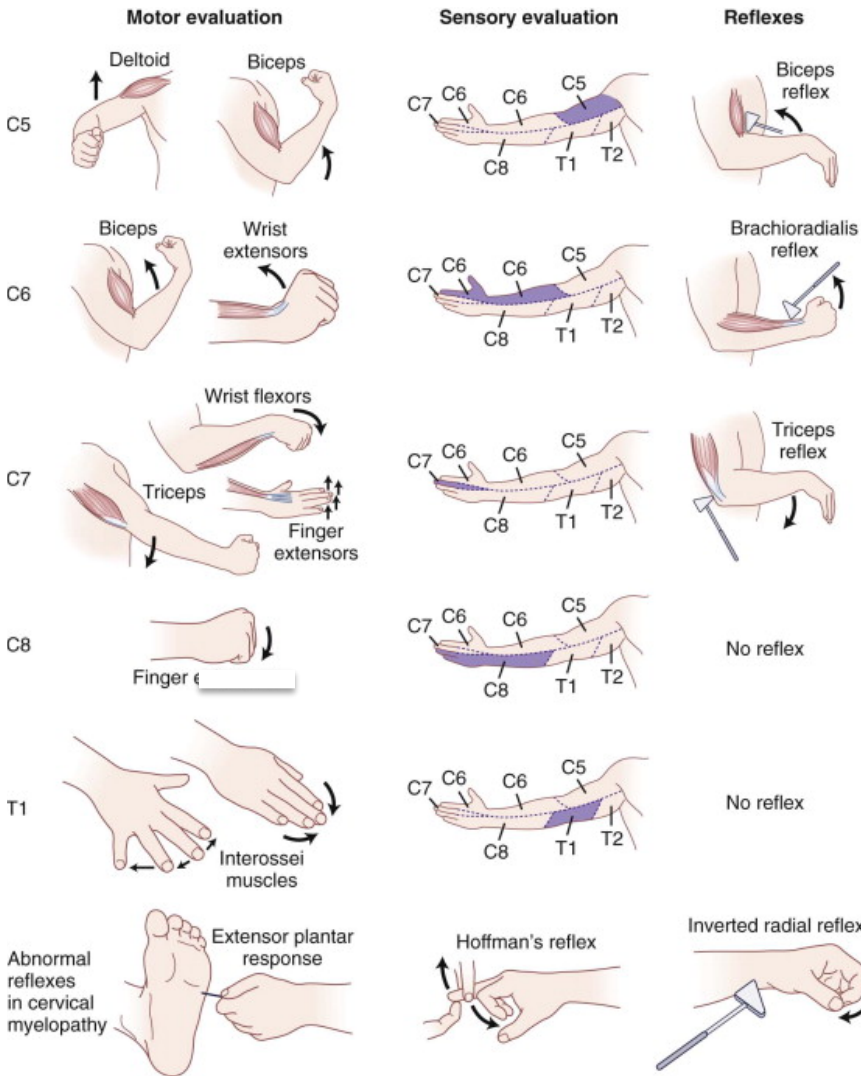 Motor evaluation
Sensory evaluation
Reflexes
C5
Deltoid
Biceps
C7
C6
C6
C5
C8
T1
T2
Biceps
reflex
C6
Biceps
Wrist
extensors
C7
C6
C6
C5
C8
T1
T2
Brachioradialis
reflex
C7
Wrist flexors
Triceps
Finger
extensors
C7
C6
C6
C5
C8
T1
T2
Triceps
reflex
C8
Finger
C7
C6
C6
C5
C8
T1
T2
No reflex
T1
Interossei
muscles
C7
C6
C6
C5
C8
T1
T2
No reflex
Abnormal
reflexes
in cervical
myelopathy
Extensor plantar
response
Hoffman's reflex
Inverted radial reflex